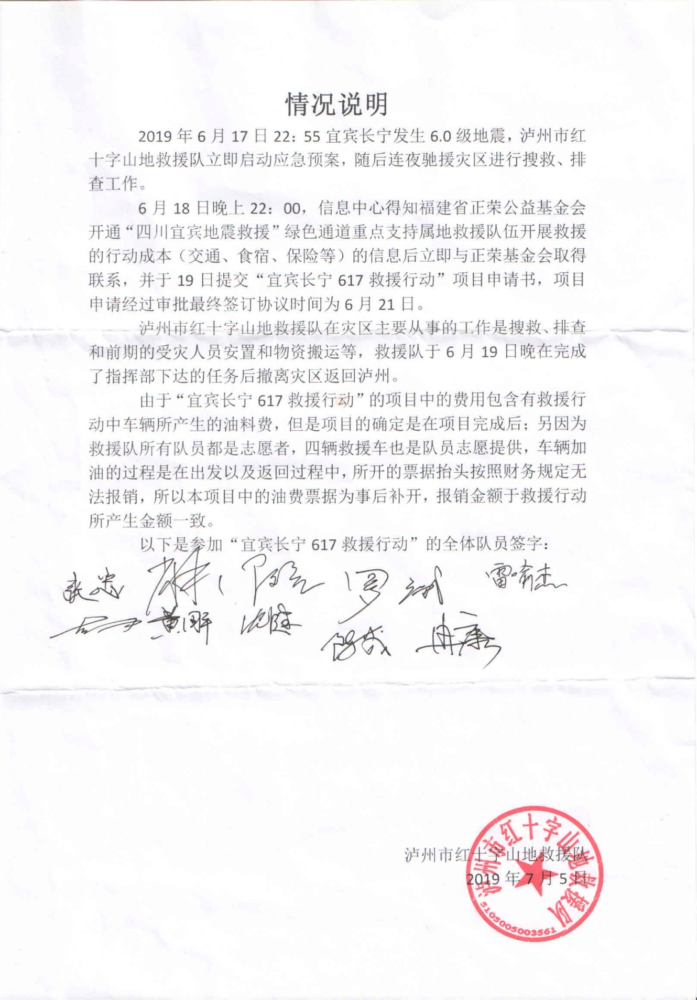 情况说明
2019 年 6 月 17 日 22：55 宜宾长宁发生 6.0 级地震，泸州市红
十字山地救援队立即启动应急预案，随后连夜驰援灾区进行搜救、排
查工作。
6 月 18 日晚上 22：00，信息中心得知福建省正荣公益基金会
开通“四川宜宾地震救援”绿色通道重点支持属地救援队伍开展救援
的行动成本（交通、食宿、保险等）的信息后立即与正荣基金会取得
联系，并于 19 日提交“宜宾长宁 617 救援行动”项目申请书，项目
申请经过审批最终签订协议时间为 6 月 21 日。
泸州市红十字山地救援队在灾区主要从事的工作是搜救、排查
和前期的受灾人员安置和物资搬运等，救援队于 6 月 19 日晚在完成
了指挥部下达的任务后撤离灾区返回泸州。
由于“宜宾长宁 617 救援行动”的项目中的费用包含有救援行
动中车辆所产生的油料费，但是项目的确定是在项目完成后；另因为
救援队所有队员都是志愿者，四辆救援车也是队员志愿提供，车辆加
油的过程是在出发以及返回过程中，所开的票据抬头按照财务规定无
法报销，所以本项目中的油费票据为事后补开，报销金额于救援行动
所产生金额一致。
以下是参加“宜宾长宁 617 救援行动”的全体队员签字：
罗斌 雷喻杰
冉康
泸州市红十字山地救援队
2019 年 7 月 5 日
泸州市红十字山地救援队
5105005003561